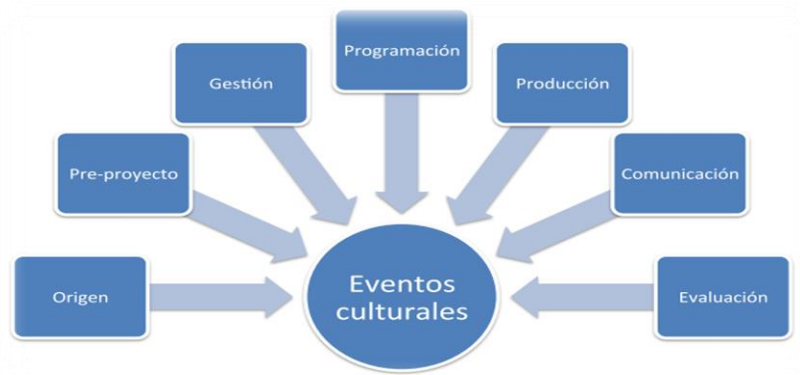 Programación
Gestión
Producción
Pre-proyecto
Comunicación
Origen
Eventos
culturales
Evaluación